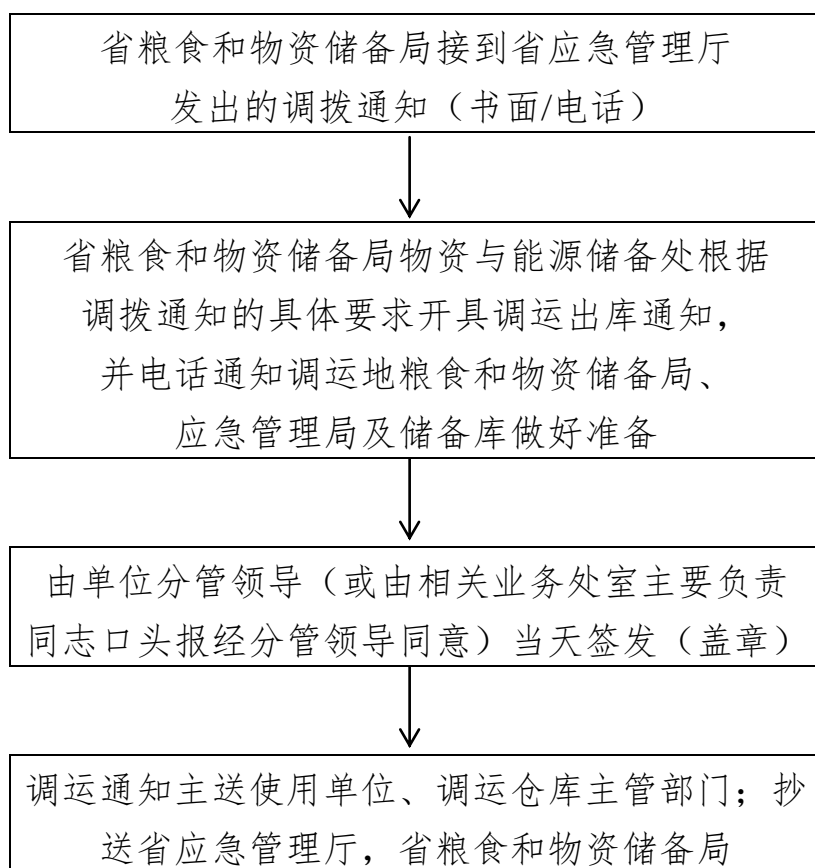 省粮食和物资储备局接到省应急管理厅
发出的调拨通知（书面/电话）
省粮食和物资储备局物资与能源储备处根据
调拨通知的具体要求开具调运出库通知，
并电话通知调运地粮食和物资储备局、
应急管理局及储备库做好准备
由单位分管领导（或由相关业务处室主要负责
同志口头报经分管领导同意）当天签发（盖章）
调运通知主送使用单位、调运仓库主管部门；抄
送省应急管理厅，省粮食和物资储备局